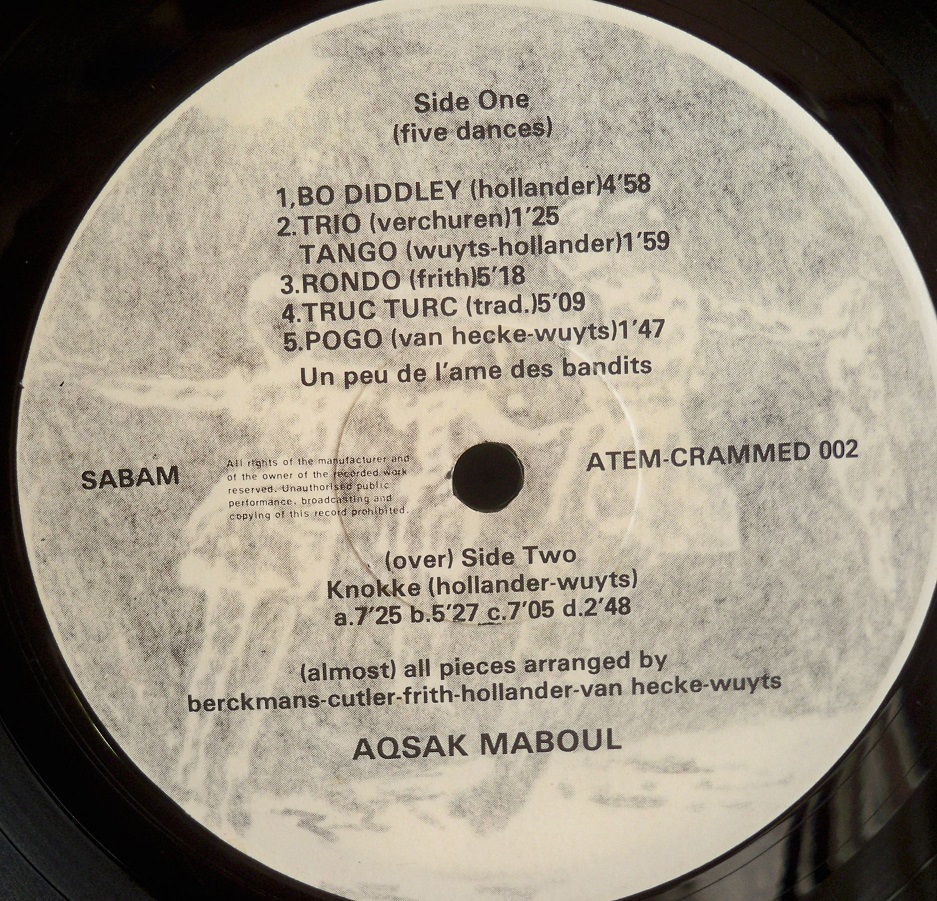 Side One
(five dances)
1,BO DIDDLEY (hollander)4'58
2.TRIO (verchuren)1'25
TANGO (wuyts-hollander)1'59
3.RONDO (frith)5'18
4.TRUC TURC (trad.)5'09
5.POGO (van hecke-wuyts)1'47
Un peu de l'ame des bandits
SABAM
All rights of the manufacturer and
of the owner of the recorded work
reserved. Unauthorised public
performance, broadcasting and
copying of this record prohibited.
ATEM-CRAMMED 002
(over) Side Two
Knokke (hollander-wuyts)
a.7'25 b.5'27 c.7'05 d.2'48
(almost) all pieces arranged by
berckmans-cutler-frith-hollander-van hecke-wuyts
AQSAK MABOUL